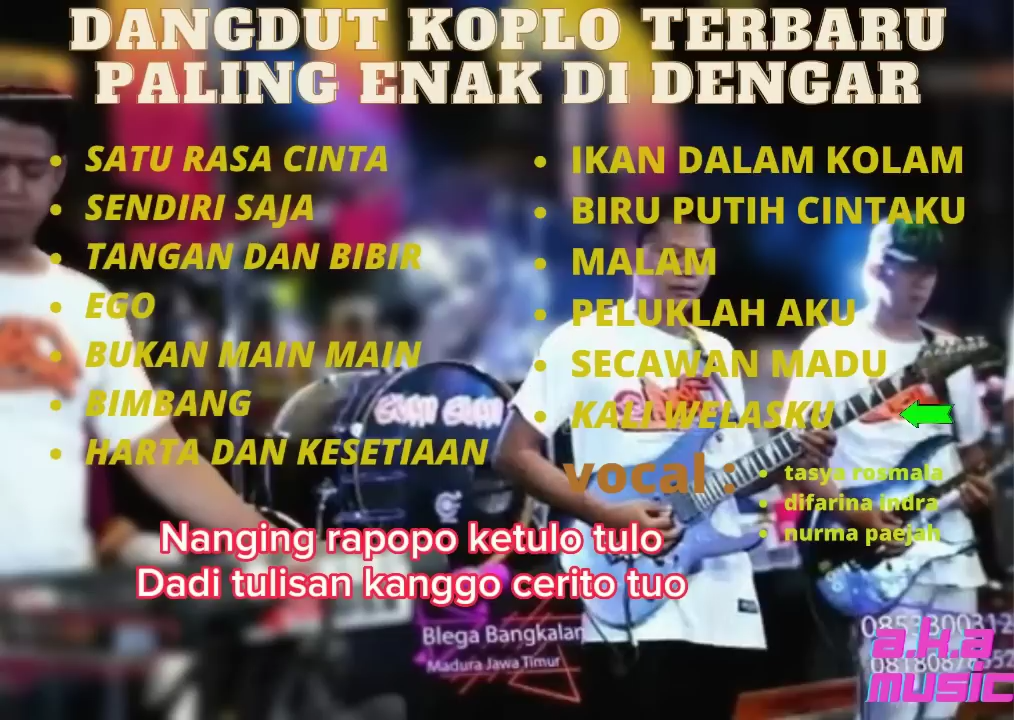 DANGDUT KOPLO TERBARU
PALING ENAK DI DENGAR
SATU RASA CINTA
SENDIRI SAJA
TANGAN DAN BIBIR
EGO
BUKAN MAIN MAIN
BIMBANG
HARTA DAN KESETIAAN
IKAN DALAM KOLAM
BIRU PUTIH CINTAKU
MALAM
PELUKLAH AKU
SECAWAN MADU
KALI WELASKU
vocal :
tasya rosmala
difarina indra
nurma paejah
Nanging rapopo ketulo tulo
Dadi tulisan kanggo cerito tuo
Blega Bangkalan
Madura Jawa Timur
a.k.a
music